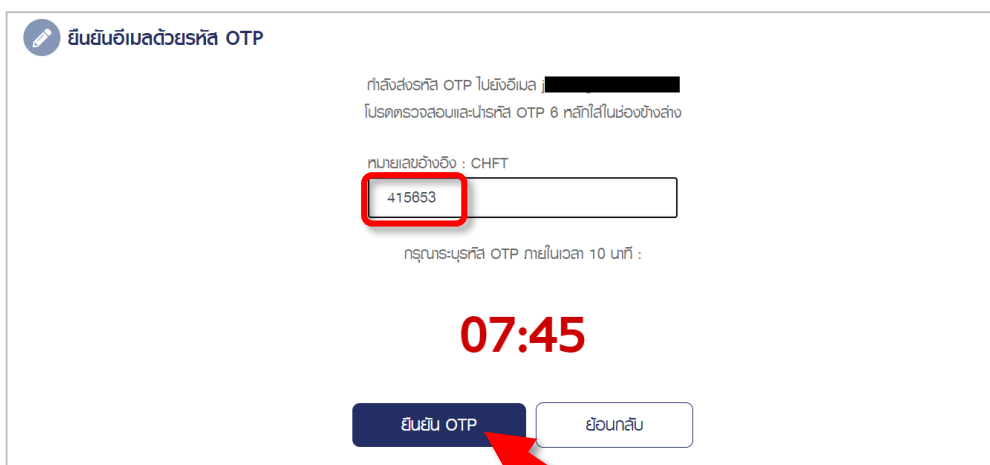 ยืนยันอีเมลด้วยรหัส OTP
กำลังส่งรหัส OTP ไปยังอีเมล j
โปรดตรวจสอบและนำรหัส OTP 6 หลักใส่ในช่องข้างล่าง
หมายเลขอ้างอิง : CHFT
415653
กรุณาระบุรหัส OTP ภายในเวลา 10 นาที :
07:45
ยืนยัน OTP
ย้อนกลับ